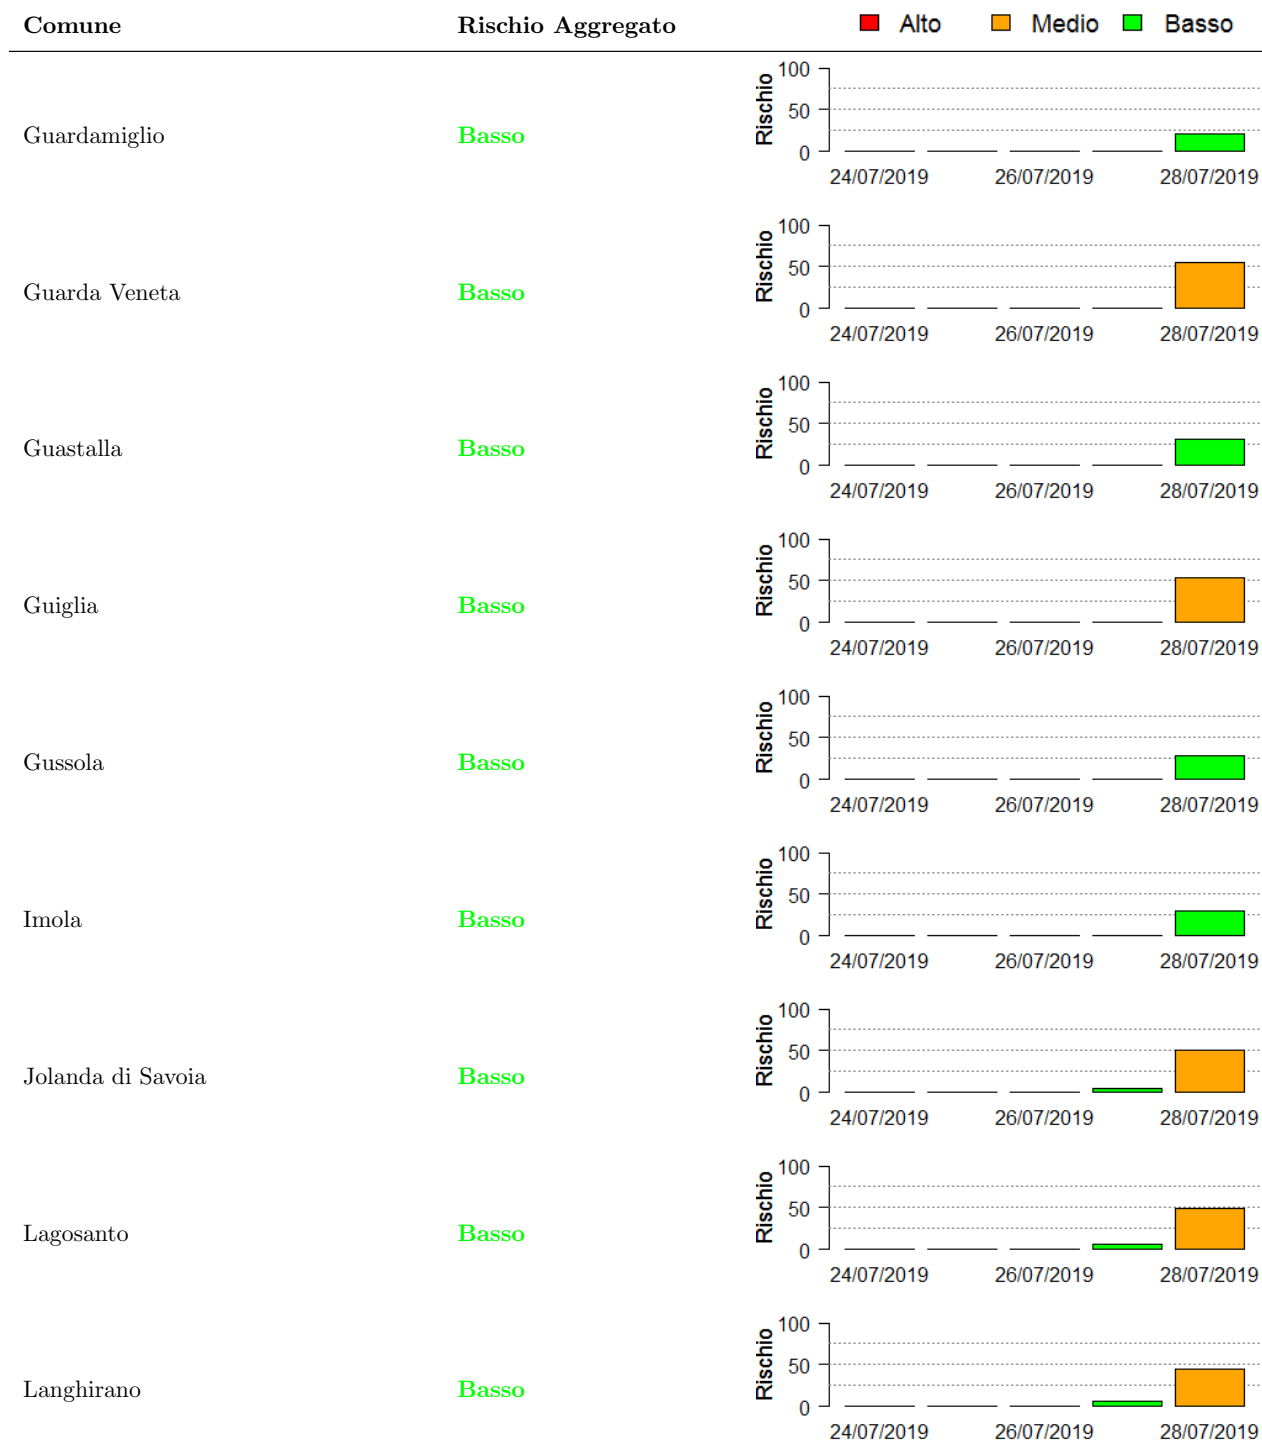 Comune Rischio Aggregato Alto Medio Basso
Guardamiglio Basso Rischio 100 50 0
24/07/2019 26/07/2019 28/07/2019
Guarda Veneta Basso Rischio 100 50 0
24/07/2019 26/07/2019 28/07/2019
Guastalla Basso Rischio 100 50 0
24/07/2019 26/07/2019 28/07/2019
Guiglia Basso Rischio 100 50 0
24/07/2019 26/07/2019 28/07/2019
Gussola Basso Rischio 100 50 0
24/07/2019 26/07/2019 28/07/2019
Imola Basso Rischio 100 50 0
24/07/2019 26/07/2019 28/07/2019
Jolanda di Savoia Basso Rischio 100 50 0
24/07/2019 26/07/2019 28/07/2019
Lagosanto Basso Rischio 100 50 0
24/07/2019 26/07/2019 28/07/2019
Langhirano Basso Rischio 100 50 0
24/07/2019 26/07/2019 28/07/2019